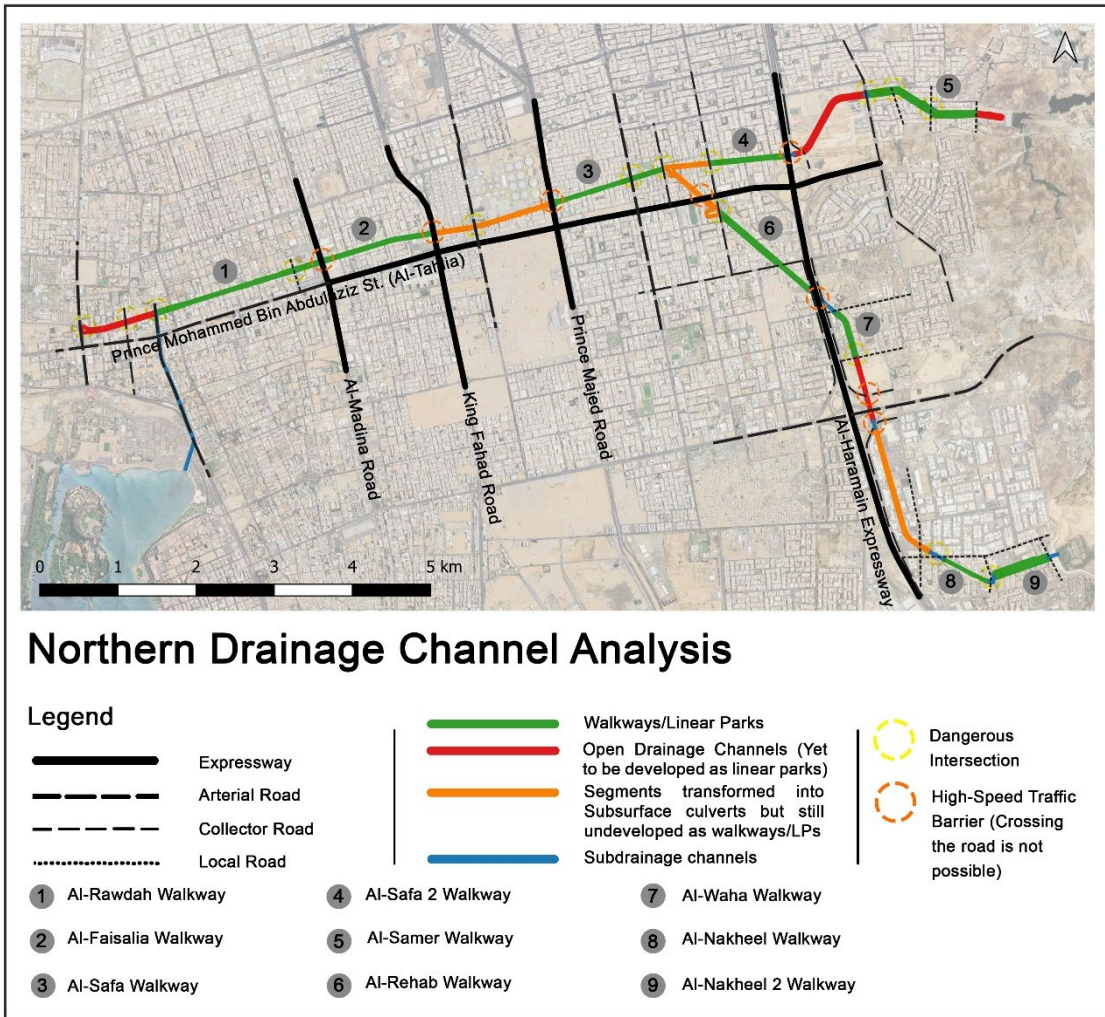 5
4
3
6
2
1
7
Prince Mohammed Bin Abdulaziz St. (Al-Tahlia)
Al-Madina Road
King Fahad Road
Prince Majed Road
Al-Haramain Expressway
8
9
0 1 2 3 4 5 km
Northern Drainage Channel Analysis
Legend
Expressway
Arterial Road
Collector Road
Local Road
Walkways/Linear Parks
Open Drainage Channels (Yet
to be developed as linear parks)
Segments transformed into
Subsurface culverts but still
undeveloped as walkways/LPs
Subdrainage channels
Dangerous
Intersection
High-Speed Traffic
Barrier (Crossing
the road is not
possible)
1 Al-Rawdah Walkway
2 Al-Faisalia Walkway
3 Al-Safa Walkway
4 Al-Safa 2 Walkway
5 Al-Samer Walkway
6 Al-Rehab Walkway
7 Al-Waha Walkway
8 Al-Nakheel Walkway
9 Al-Nakheel 2 Walkway